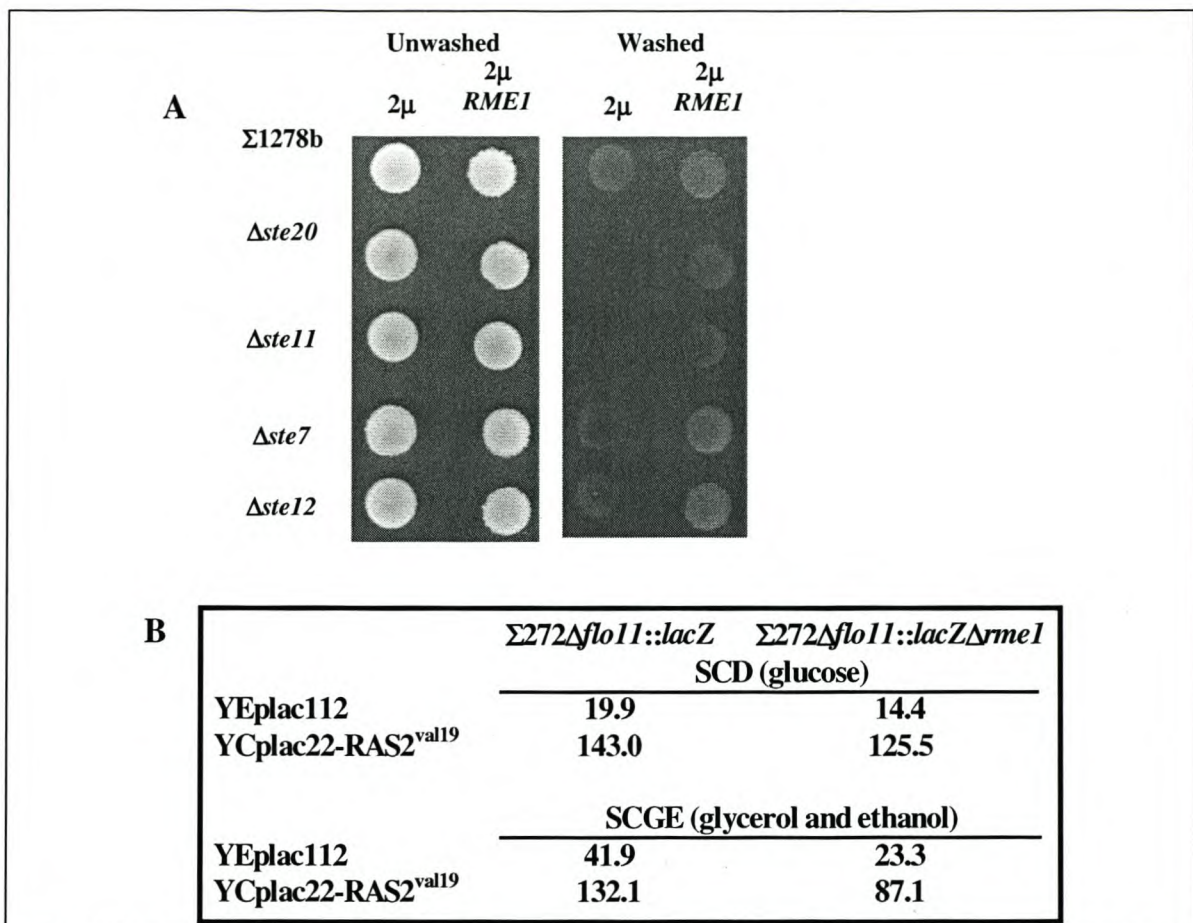 Unwashed Washed
2μ 2μ
A 2μ RME1 2μ RME1
Σ1278b
Δste20
Δste11
Δste7
Δste12
B Σ272Δflo11::lacZ Σ272Δflo11::lacZΔrme1
SCD (glucose)
YEplac112 19.9 14.4
YCplac22-RAS2val19 143.0 125.5
SCGE (glycerol and ethanol)
YEplac112 41.9 23.3
YCplac22-RAS2val19 132.1 87.1